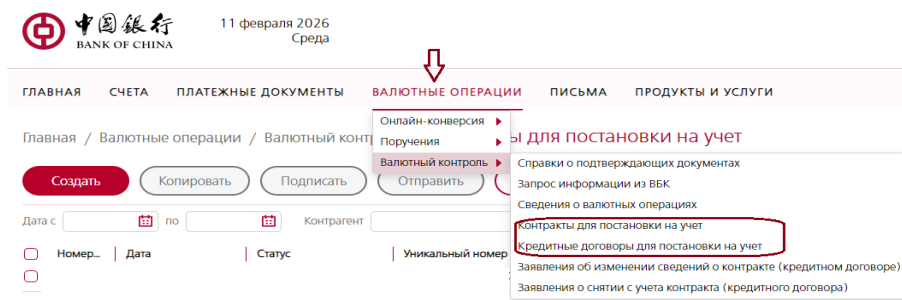 中国银行
BANK OF CHINA
11 февраля 2026
Среда
ГЛАВНАЯ СЧЕТА ПЛАТЕЖНЫЕ ДОКУМЕНТЫ ВАЛЮТНЫЕ ОПЕРАЦИИ ПИСЬМА ПРОДУКТЫ И УСЛУГИ
Онлайн-конверсия
Поручения
Валютный контроль
Главная / Валютные операции / Валютный конт ы для постановки на учет
Справки о подтверждающих документах
Запрос информации из ВБК
Сведения о валютных операциях
Контракты для постановки на учет
Кредитные договоры для постановки на учет
Заявления об изменении сведений о контракте (кредитном договоре)
Заявления о снятии с учета контракта (кредитного договора)
Создать Копировать Подписать Отправить
Дата с по Контрагент
Номер... Дата Статус Уникальный номер